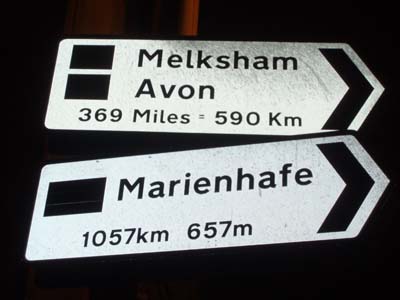 Melksham
Avon
369 Miles = 590 Km
Marienhafe
1057km 657m